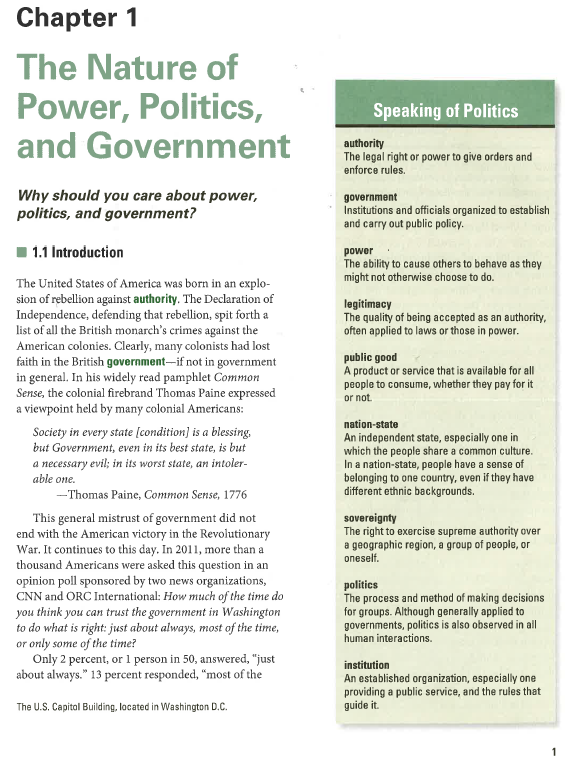 Chapter 1
The Nature of
Power, Politics,
and Government
Why should you care about power,
politics, and government?
1.1 Introduction
The United States of America was born in an explo-
sion of rebellion against authority. The Declaration of
Independence, defending that rebellion, spit forth a
list of all the British monarch's crimes against the
American colonies. Clearly, many colonists had lost
faith in the British government—if not in government
in general. In his widely read pamphlet Common
Sense, the colonial firebrand Thomas Paine expressed
a viewpoint held by many colonial Americans:
Society in every state [condition] is a blessing,
but Government, even in its best state, is but
a necessary evil; in its worst state, an intoler-
able one.
—Thomas Paine, Common Sense, 1776
This general mistrust of government did not
end with the American victory in the Revolutionary
War. It continues to this day. In 2011, more than a
thousand Americans were asked this question in an
opinion poll sponsored by two news organizations,
CNN and ORC International: How much of the time do
you think you can trust the government in Washington
to do what is right: just about always, most of the time,
or only some of the time?
Only 2 percent, or 1 person in 50, answered, "just
about always." 13 percent responded, "most of the
The U.S. Capitol Building, located in Washington D.C.
Speaking of Politics
authority
The legal right or power to give orders and
enforce rules.
government
Institutions and officials organized to establish
and carry out public policy.
power
The ability to cause others to behave as they
might not otherwise choose to do.
legitimacy
The quality of being accepted as an authority,
often applied to laws or those in power.
public good
A product or service that is available for all
people to consume, whether they pay for it
or not.
nation-state
An independent state, especially one in
which the people share a common culture.
In a nation-state, people have a sense of
belonging to one country, even if they have
different ethnic backgrounds.
sovereignty
The right to exercise supreme authority over
a geographic region, a group of people, or
oneself.
politics
The process and method of making decisions
for groups. Although generally applied to
governments, politics is also observed in all
human interactions.
institution
An established organization, especially one
providing a public service, and the rules that
guide it.
1